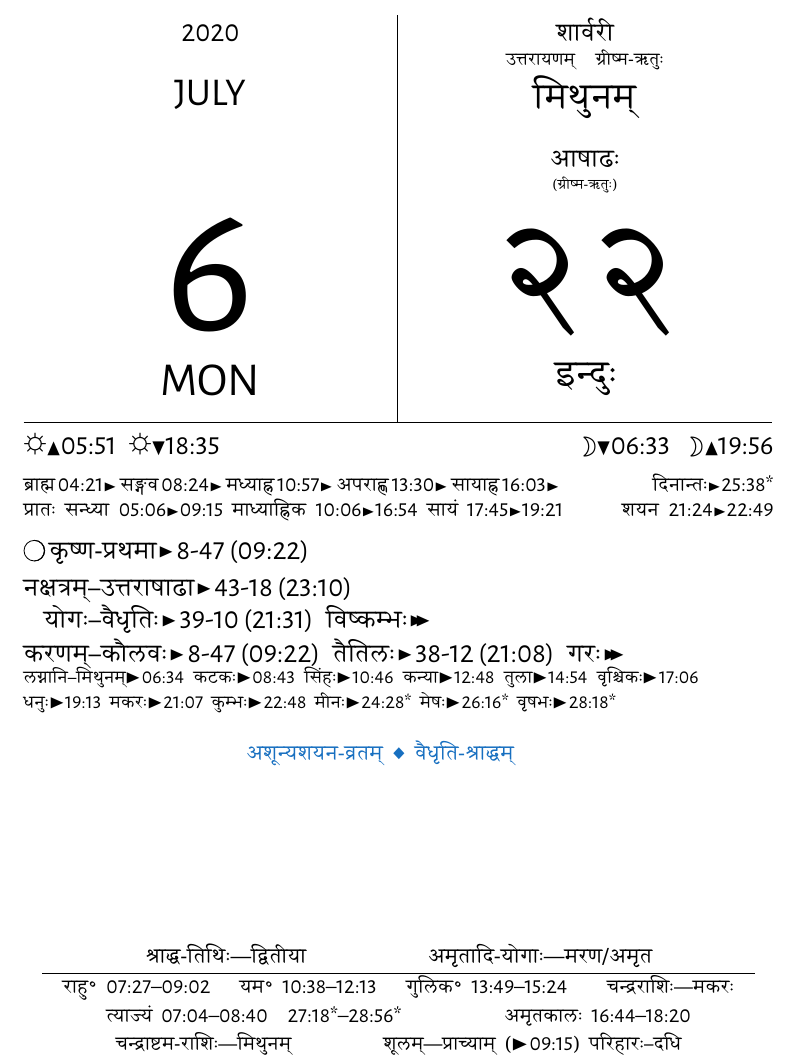 2020
JULY
6
MON
शार्वरी
उत्तरायणम् ग्रीष्म-ऋतुः
मिथुनम्
आषाढः
(ग्रीष्म-ऋतुः)
२२
इन्दुः
☼▲05:51 ☼▼18:35 ☽▼06:33 ☽▲19:56
ब्राह्म 04:21► सङ्गव 08:24► मध्याह्न 10:57► अपराह्ण 13:30► सायाह्न 16:03► दिनान्तः►25:38*
प्रातः सन्ध्या 05:06►09:15 माध्याह्निक 10:06►16:54 सायं 17:45►19:21 शयन 21:24►22:49
◯कृष्ण-प्रथमा►8-47 (09:22)
नक्षत्रम्–उत्तराषाढा►43-18 (23:10)
योगः–वैधृतिः►39-10 (21:31) विष्कम्भः►►
करणम्–कौलवः►8-47 (09:22) तैतिलः►38-12 (21:08) गरः►►
लग्नानि–मिथुनम्►06:34 कटकः►08:43 सिंहः►10:46 कन्या►12:48 तुला►14:54 वृश्चिकः►17:06
धनुः►19:13 मकरः►21:07 कुम्भः►22:48 मीनः►24:28* मेषः►26:16* वृषभः►28:18*
अशून्यशयन-व्रतम् ◆ वैधृति-श्राद्धम्
श्राद्ध-तिथिः—द्वितीया अमृतादि-योगाः—मरण/अमृत
राहु° 07:27–09:02 यम° 10:38–12:13 गुलिक° 13:49–15:24 चन्द्रराशिः—मकरः
त्याज्यं 07:04–08:40 27:18*–28:56* अमृतकालः 16:44–18:20
चन्द्राष्टम-राशिः—मिथुनम् शूलम्—प्राच्याम् (►09:15) परिहारः–दधि